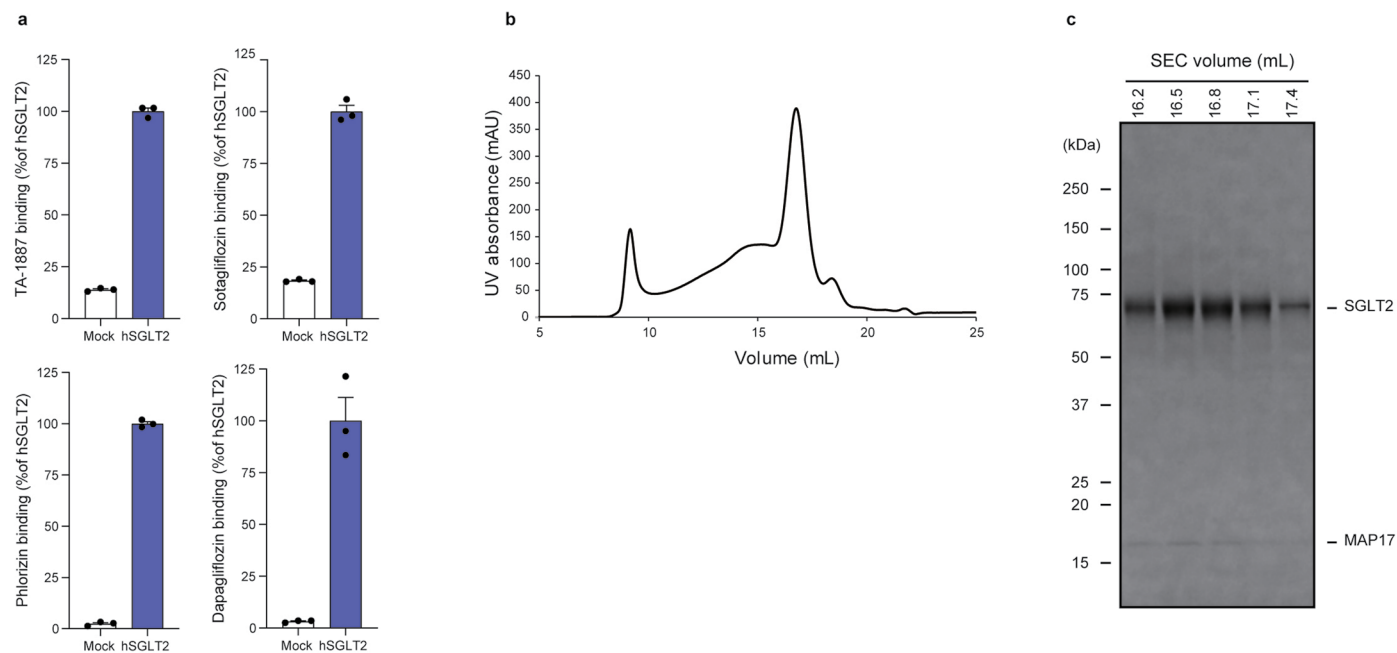 a
b
c
TA-1887 binding (%of hSGLT2)
125
100
75
50
25
0
Mock hSGLT2
Sotagliflozin binding (%of hSGLT2)
125
100
75
50
25
0
Mock hSGLT2
Phlorizin binding (%of hSGLT2)
125
100
75
50
25
0
Mock hSGLT2
Dapagliflozin binding (%of hSGLT2)
125
100
75
50
25
0
Mock hSGLT2
UV absorbance (mAU)
450
400
350
300
250
200
150
100
50
0
5 10 15 20 25
Volume (mL)
SEC volume (mL)
16.2 16.5 16.8 17.1 17.4
(kDa)
250
150
100
75
50
37
25
20
15
SGLT2
MAP17